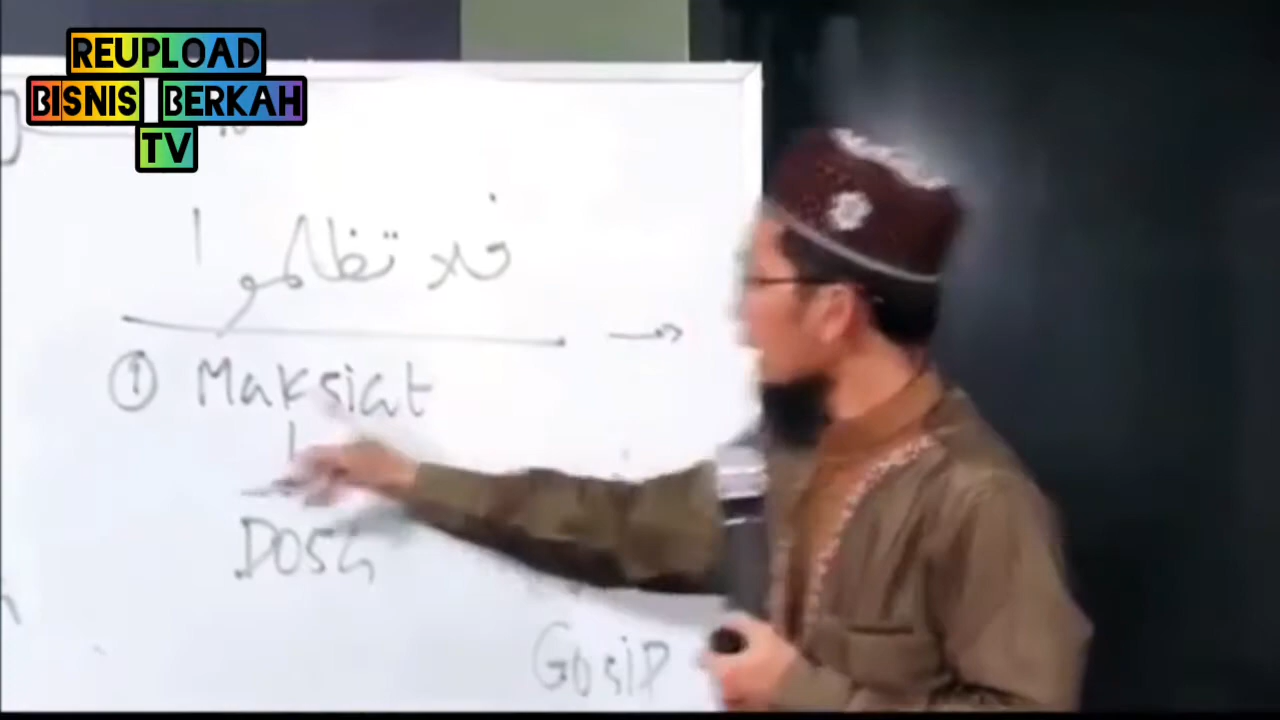 REUPLOAD
BISNIS BERKAH
TV
فلا تظلموا
① Maksiat
Dosa
Gosip